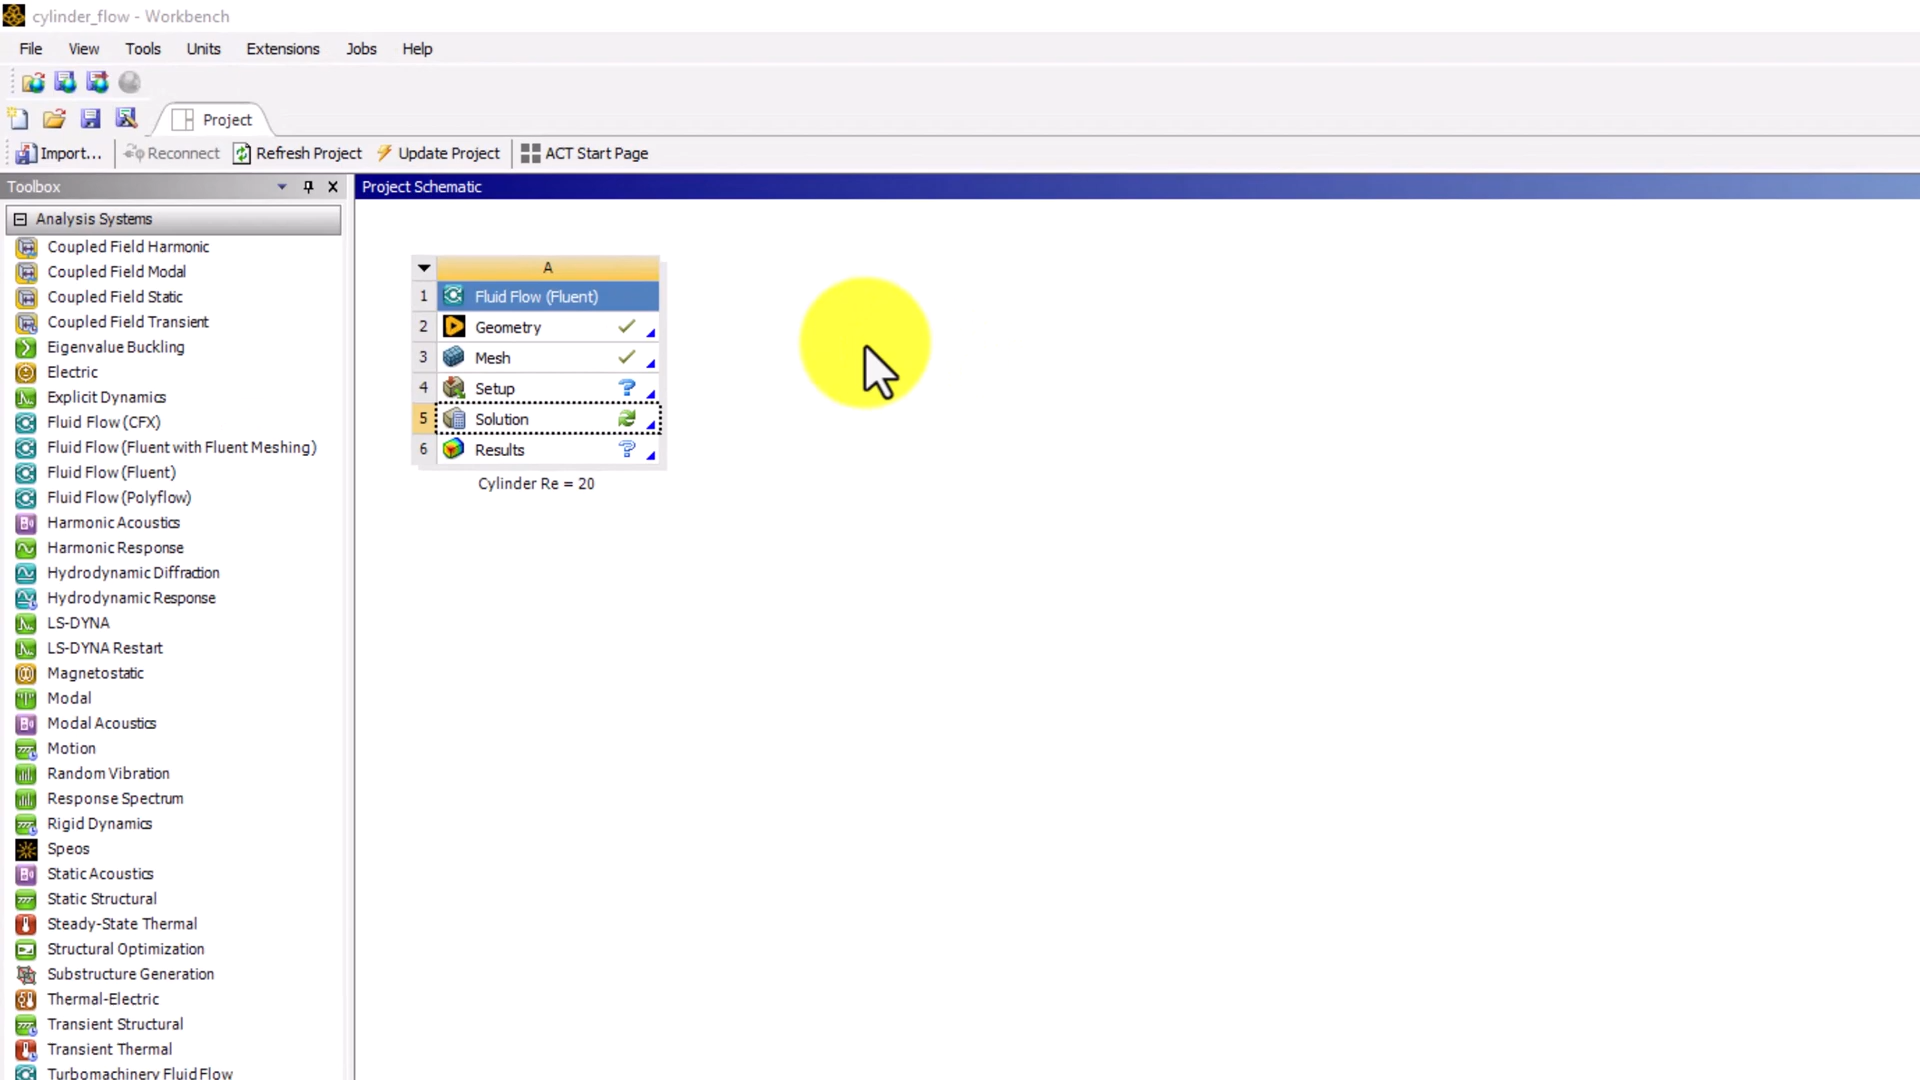 cylinder_flow - Workbench
File View Tools Units Extensions Jobs Help
Project
Import... Reconnect Refresh Project Update Project ACT Start Page
Toolbox
Project Schematic
Analysis Systems
Coupled Field Harmonic
Coupled Field Modal
Coupled Field Static
Coupled Field Transient
Eigenvalue Buckling
Electric
Explicit Dynamics
Fluid Flow (CFX)
Fluid Flow (Fluent with Fluent Meshing)
Fluid Flow (Fluent)
Fluid Flow (Polyflow)
Harmonic Acoustics
Harmonic Response
Hydrodynamic Diffraction
Hydrodynamic Response
LS-DYNA
LS-DYNA Restart
Magnetostatic
Modal
Modal Acoustics
Motion
Random Vibration
Response Spectrum
Rigid Dynamics
Speos
Static Acoustics
Static Structural
Steady-State Thermal
Structural Optimization
Substructure Generation
Thermal-Electric
Transient Structural
Transient Thermal
Turbomachinery Fluid Flow
A
1 Fluid Flow (Fluent)
2 Geometry
3 Mesh
4 Setup ?
5 Solution
6 Results ?
Cylinder Re = 20